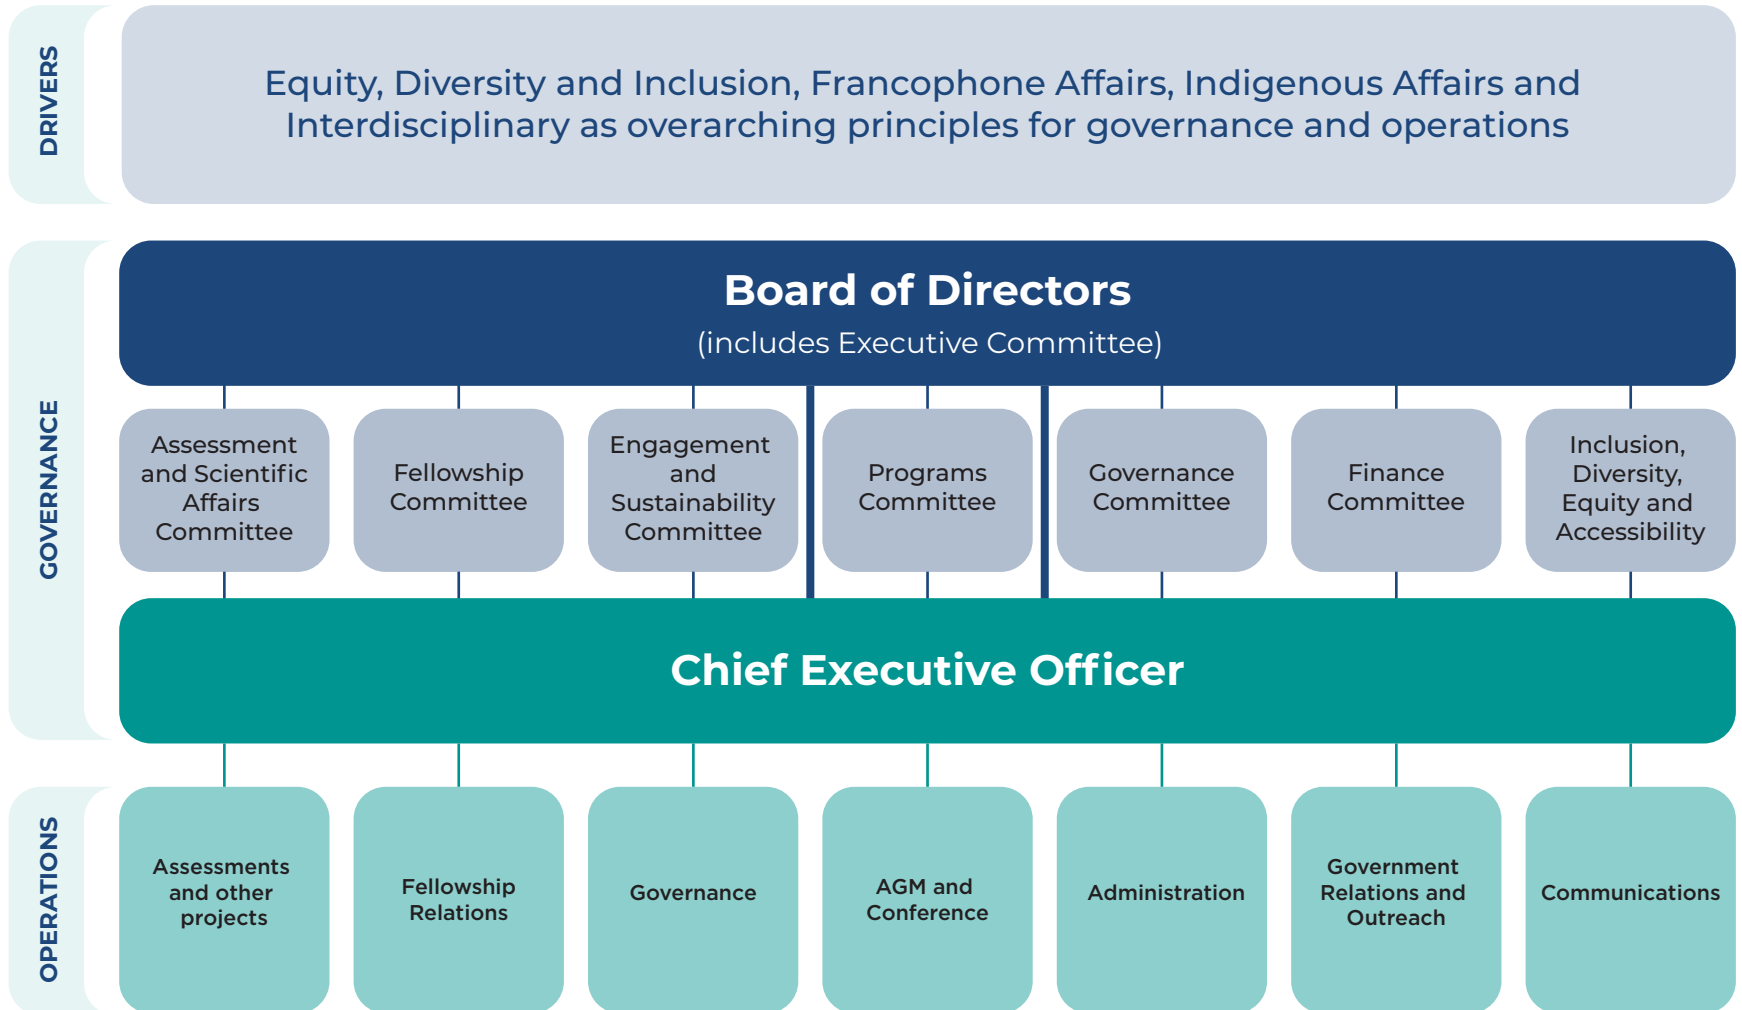 DRIVERS
Equity, Diversity and Inclusion, Francophone Affairs, Indigenous Affairs and
Interdisciplinary as overarching principles for governance and operations
GOVERNANCE
Board of Directors
(includes Executive Committee)
Assessment
and Scientific
Affairs
Committee
Fellowship
Committee
Engagement
and
Sustainability
Committee
Programs
Committee
Governance
Committee
Finance
Committee
Inclusion,
Diversity,
Equity and
Accessibility
Chief Executive Officer
OPERATIONS
Assessments
and other
projects
Fellowship
Relations
Governance
AGM and
Conference
Administration
Government
Relations and
Outreach
Communications